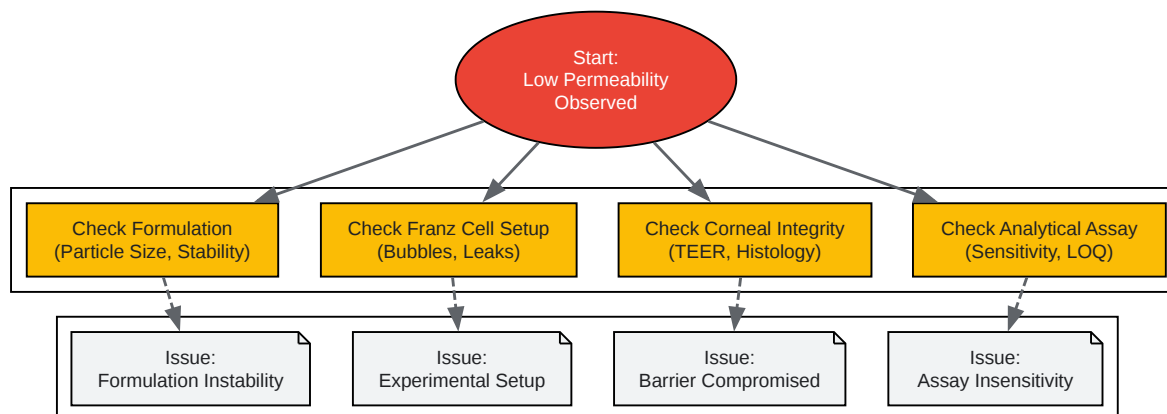 Start:
Low Permeability
Observed
Check Formulation
(Particle Size, Stability)
Check Franz Cell Setup
(Bubbles, Leaks)
Check Corneal Integrity
(TEER, Histology)
Check Analytical Assay
(Sensitivity, LOQ)
Issue:
Formulation Instability
Issue:
Experimental Setup
Issue:
Barrier Compromised
Issue:
Assay Insensitivity